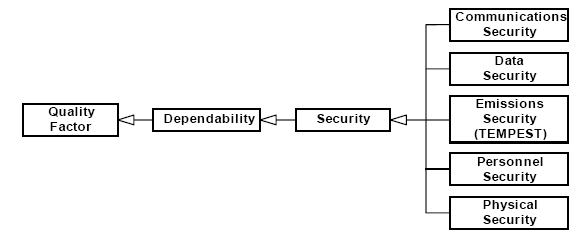 Communications
Security
Data
Security
Quality
Factor
Dependability
Security
Emissions
Security
(TEMPEST)
Personnel
Security
Physical
Security